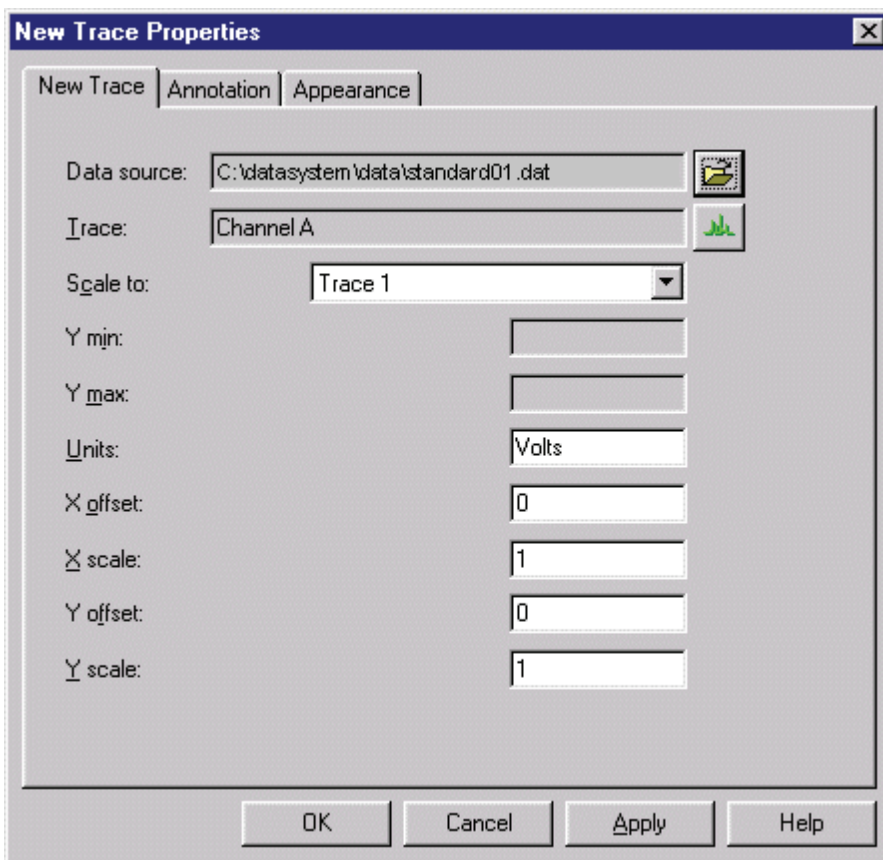 New Trace Properties
New Trace Annotation Appearance
Data source: C:\datasystem\data\standard01.dat
Trace: Channel A
Scale to: Trace 1
Y min:
Y max:
Units: Volts
X offset: 0
X scale: 1
Y offset: 0
Y scale: 1
OK Cancel Apply Help